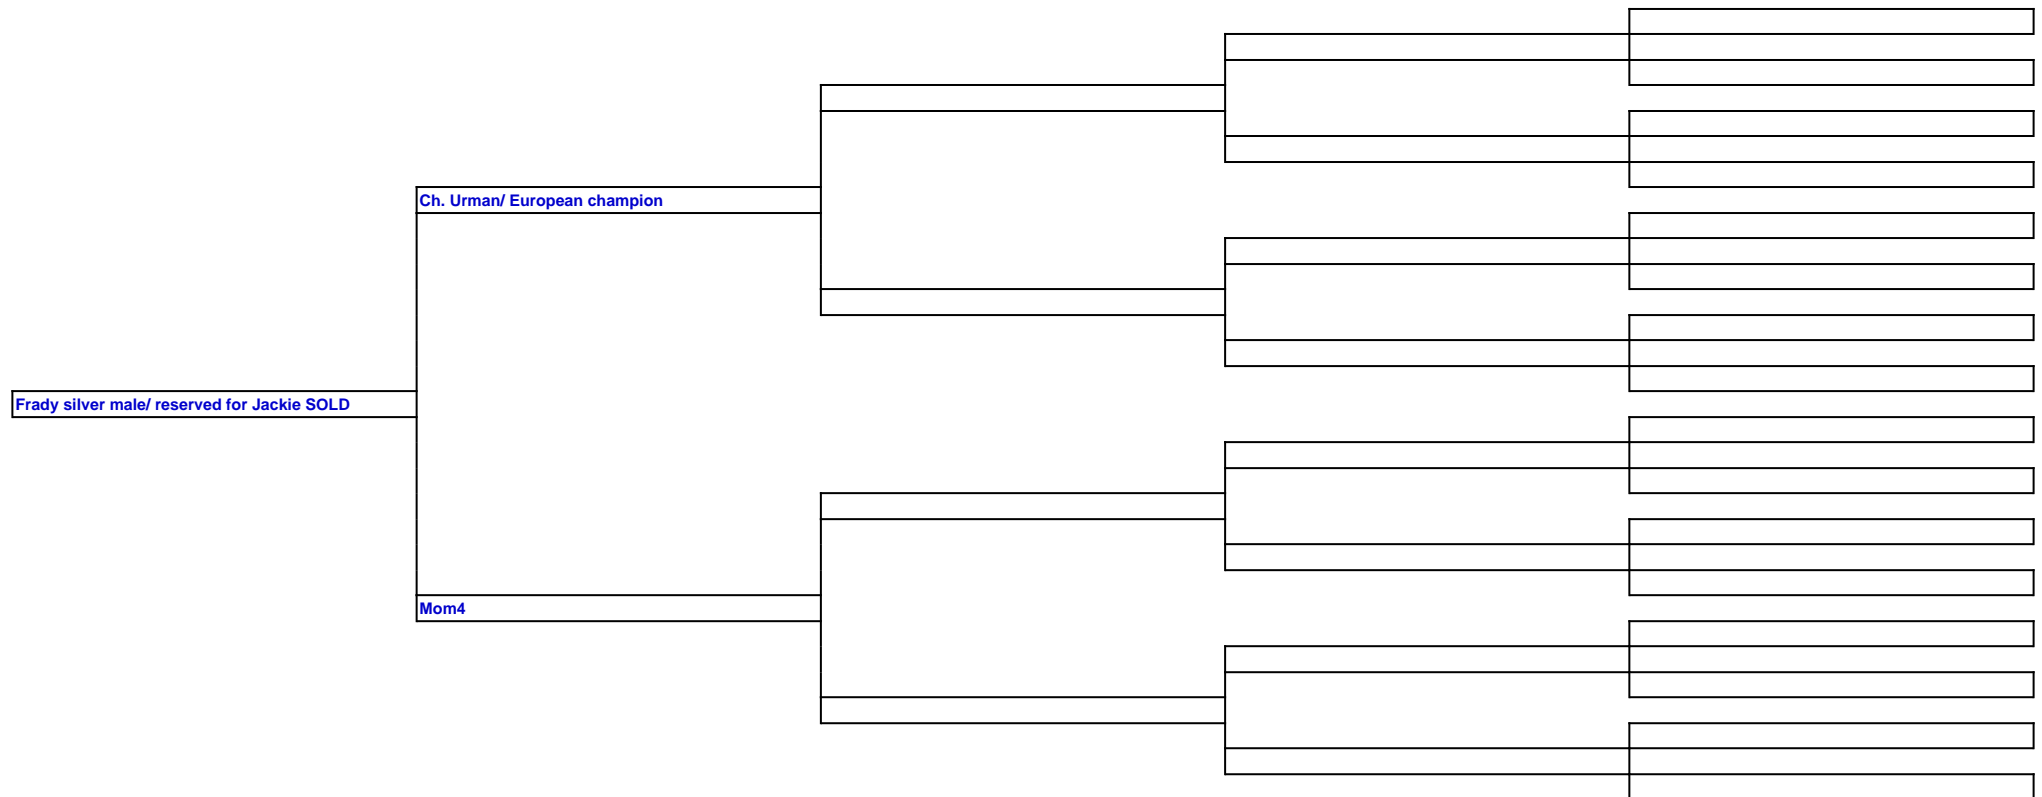 Ch. Urman/ European champion
Frady silver male/ reserved for Jackie SOLD
Mom4